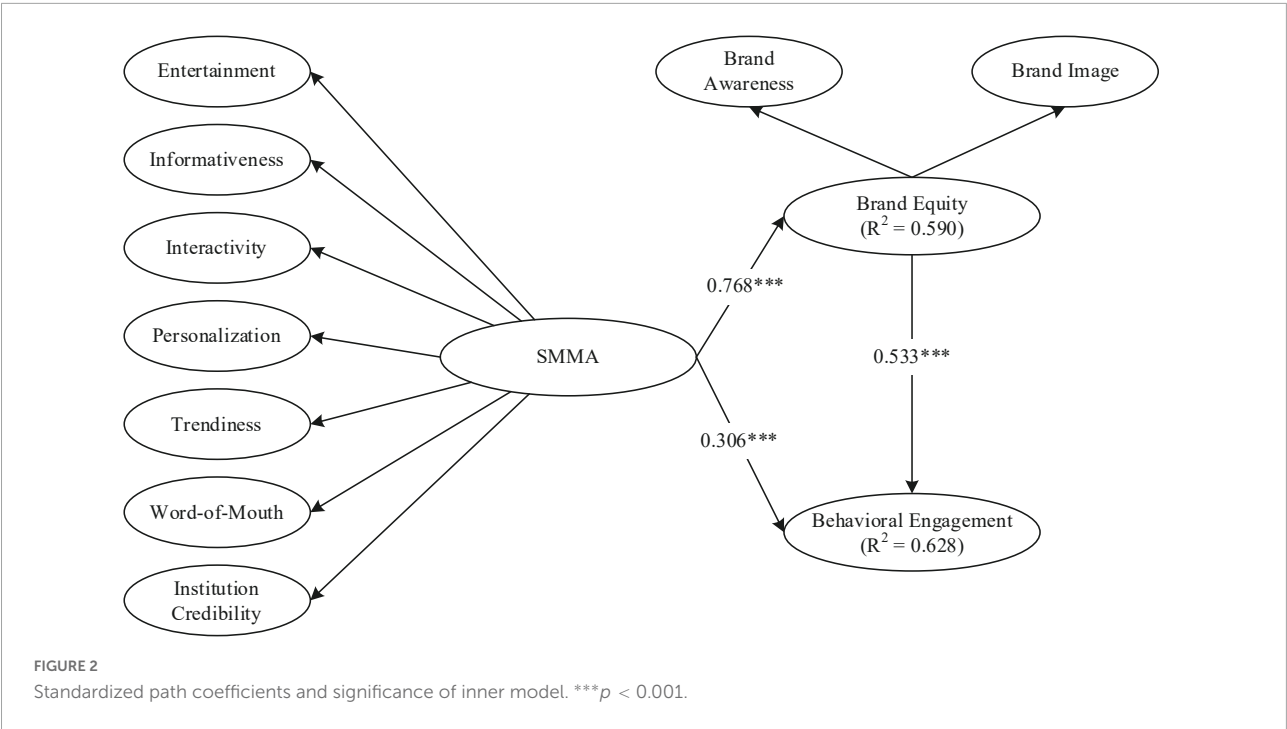 Entertainment
Informativeness
Interactivity
Personalization
Trendiness
Word-of-Mouth
Institution
Credibility
SMMA
Brand
Awareness
Brand Image
Brand Equity
(R² = 0.590)
0.768***
0.533***
0.306***
Behavioral Engagement
(R² = 0.628)
FIGURE 2
Standardized path coefficients and significance of inner model. ***p < 0.001.